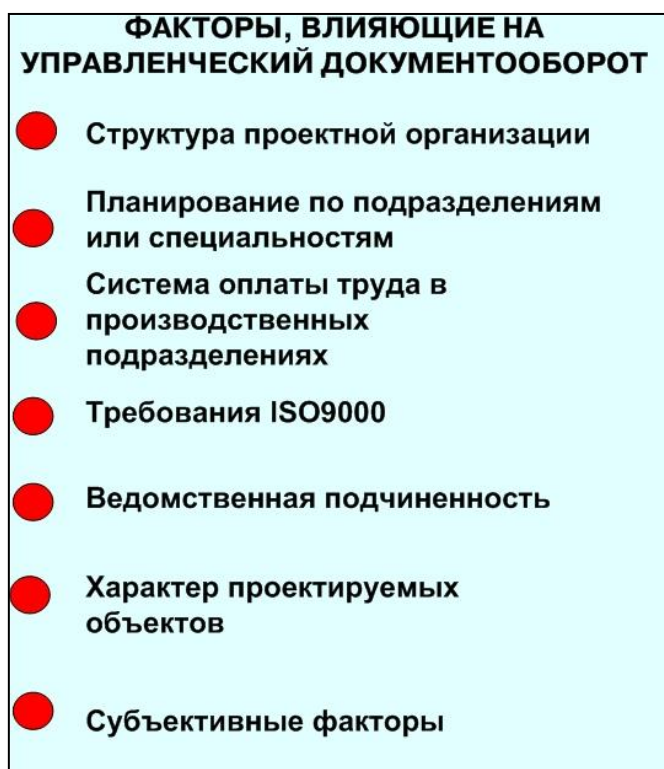 ФАКТОРЫ, ВЛИЯЮЩИЕ НА
УПРАВЛЕНЧЕСКИЙ ДОКУМЕНТООБОРОТ
Структура проектной организации
Планирование по подразделениям
или специальностям
Система оплаты труда в
производственных
подразделениях
Требования ISO9000
Ведомственная подчиненность
Характер проектируемых
объектов
Субъективные факторы